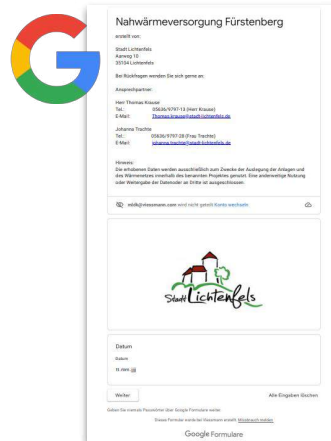 Nahwärmeversorgung Fürstenberg
erstellt von:
Stadt Lichtenfels
Aarweg 10
35104 Lichtenfels
Bei Rückfragen wenden Sie sich gerne an:
Ansprechpartner:
Herr Thomas Krause
Tel.: 05636/9797-13 (Herr Krause)
E-Mail: Thomas.krause@stadt-lichtenfels.de
Johanna Trachte
Tel.: 05636/9797-28 (Frau Trachte)
E-Mail: johanna.trachte@stadt-lichtenfels.de
Hinweis:
Die erhobenen Daten werden ausschließlich zum Zwecke der Auslegung der Anlagen und
des Wärmenetzes innerhalb des benannten Projektes genutzt. Eine anderweitige Nutzung
oder Weitergabe der Daten an Dritte ist ausgeschlossen.
wird nicht geteilt Konto wechseln
Stadt Lichtenfels
Datum
Datum
Weiter Alle Eingaben löschen
Geben Sie niemals Passwörter über Google Formulare weiter.
Dieses Formular wurde bei Viessmann erstellt. Missbrauch melden
Google Formulare